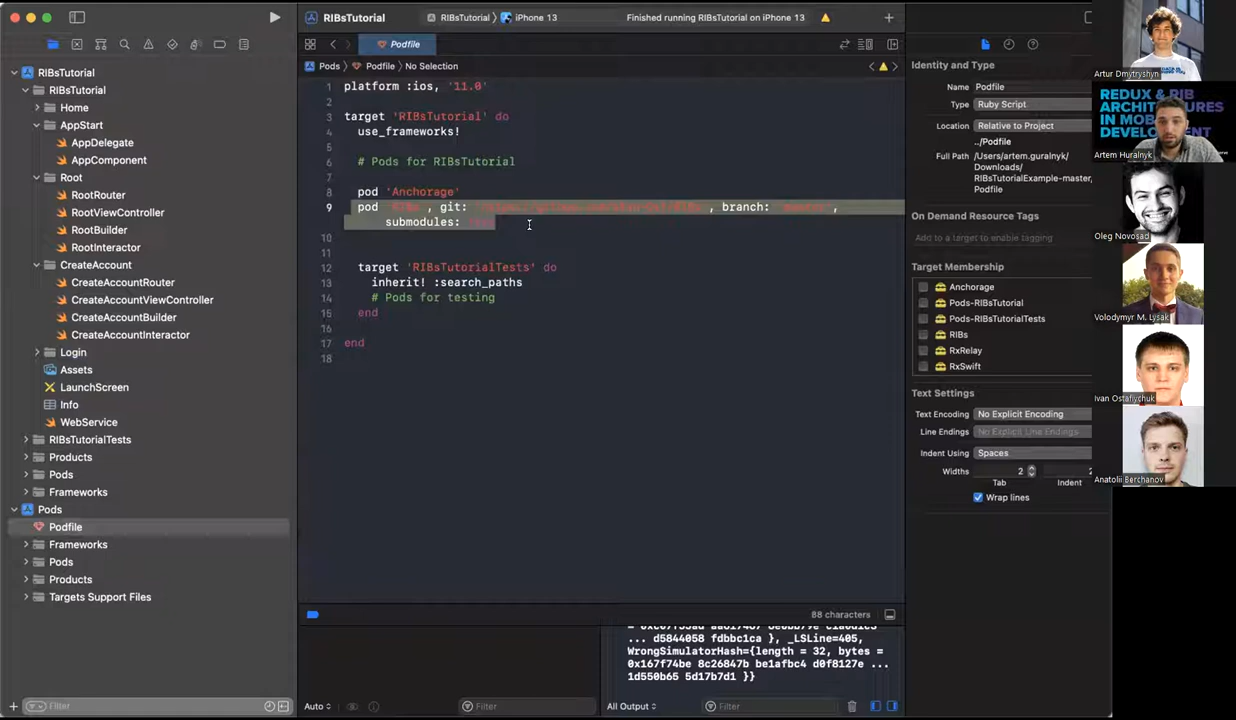 RIBsTutorial
RIBsTutorial
iPhone 13
Finished running RIBsTutorial on iPhone 13
RIBsTutorial
RIBsTutorial
Home
AppStart
AppDelegate
AppComponent
Root
RootRouter
RootViewController
RootBuilder
RootInteractor
CreateAccount
CreateAccountRouter
CreateAccountViewController
CreateAccountBuilder
CreateAccountInteractor
Login
Assets
LaunchScreen
Info
WebService
RIBsTutorialTests
Products
Pods
Frameworks
Pods
Podfile
Frameworks
Pods
Products
Targets Support Files
Filter
Podfile
Pods
Podfile
No Selection
1 platform :ios, '11.0'
2
3 target 'RIBsTutorial' do
4 use_frameworks!
5
6 # Pods for RIBsTutorial
7
8 pod 'Anchorage'
9 pod 'RIBs', git: branch: 'master',
submodules:
10
11
12 target 'RIBsTutorialTests' do
13 inherit! :search_paths
14 # Pods for testing
15 end
16
17 end
18
88 characters
Auto
Filter
... d5844058 fdbbc1ca }, _LSLine=405,
WrongSimulatorHash={length = 32, bytes =
0x167f74be 8c26847b be1afbc4 d0f8127e ...
1d550b65 5d17b7d1 }}
All Output
Filter
Identity and Type
Name Podfile
Type Ruby Script
Location Relative to Project
../Podfile
Full Path /Users/artem.guralnyk/
Downloads/
RIBsTutorialExample-master,
Podfile
On Demand Resource Tags
Add to a target to enable tagging
Target Membership
Anchorage
Pods-RIBsTutorial
Pods-RIBsTutorialTests
RIBs
RxRelay
RxSwift
Text Settings
Text Encoding No Explicit Encoding
Line Endings No Explicit Line Endings
Indent Using Spaces
Widths 2 2
Tab Indent
Wrap lines
Artur Dmytryshyn
REDUX & RIB
ARCHITECTURES
IN MOB
DEVELOPMENT
Artem Huralnyk
Oleg Novosad
Volodymyr M. Lysak
Ivan Ostafiychuk
Anatolii Berchanov